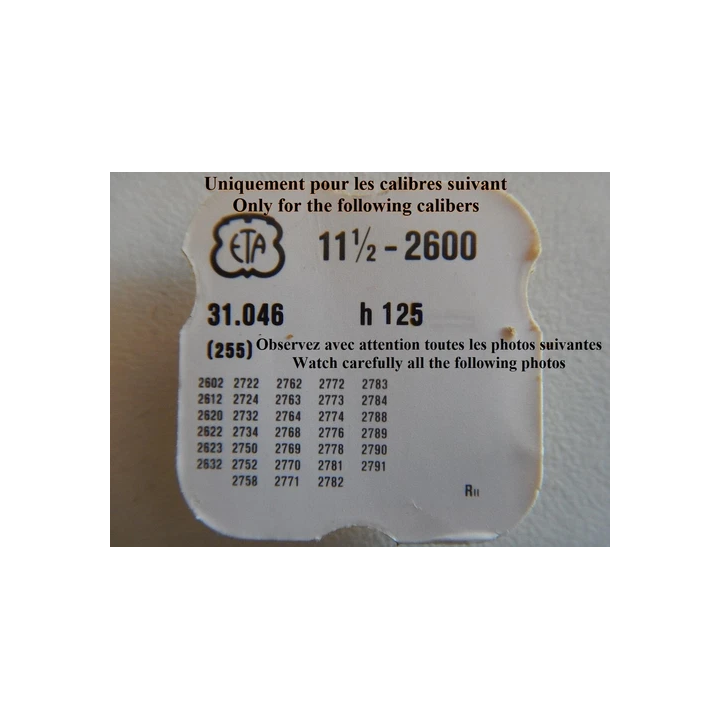 Uniquement pour les calibres suivant
Only for the following calibers
ETA 11 ½ - 2600
31.046 h 125
(255) Observez avec attention toutes les photos suivantes
Watch carefully all the following photos
2602 2722 2762 2772 2783
2612 2724 2763 2773 2784
2620 2732 2764 2774 2788
2622 2734 2768 2776 2789
2623 2750 2769 2778 2790
2632 2752 2770 2781 2791
2758 2771 2782
R